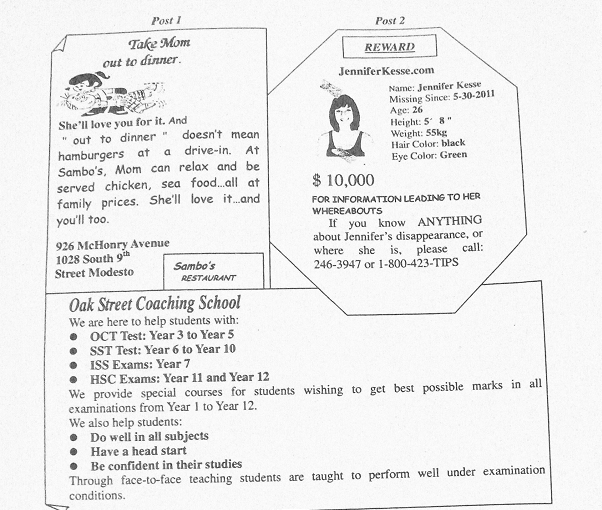 Post 1
Take Mom
out to dinner.
She'll love you for it. And
" out to dinner " doesn't mean
hamburgers at a drive-in. At
Sambo's, Mom can relax and be
served chicken, sea food...all at
family prices. She'll love it...and
you'll too.
926 McHonry Avenue
1028 South 9th
Street Modesto
Sambo's
RESTAURANT
Post 2
REWARD
JenniferKesse.com
Name: Jennifer Kesse
Missing Since: 5-30-2011
Age: 26
Height: 5' 8 "
Weight: 55kg
Hair Color: black
Eye Color: Green
$ 10,000
FOR INFORMATION LEADING TO HER
WHEREABOUTS
If you know ANYTHING
about Jennifer's disappearance, or
where she is, please call:
246-3947 or 1-800-423-TIPS
Oak Street Coaching School
We are here to help students with:
● OCT Test: Year 3 to Year 5
● SST Test: Year 6 to Year 10
● ISS Exams: Year 7
● HSC Exams: Year 11 and Year 12
We provide special courses for students wishing to get best possible marks in all
examinations from Year 1 to Year 12.
We also help students:
● Do well in all subjects
● Have a head start
● Be confident in their studies
Through face-to-face teaching students are taught to perform well under examination
conditions.